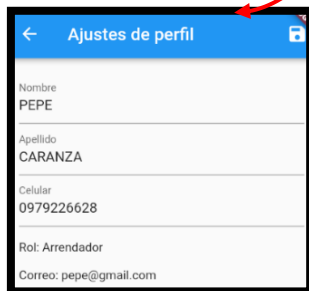 Ajustes de perfil
Nombre
PEPE
Apellido
CARANZA
Celular
0979226628
Rol: Arrendador
Correo: pepe@gmail.com